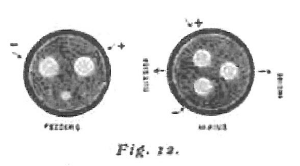 - +
+
-
FEEDERS MAINS
Fig. 12.